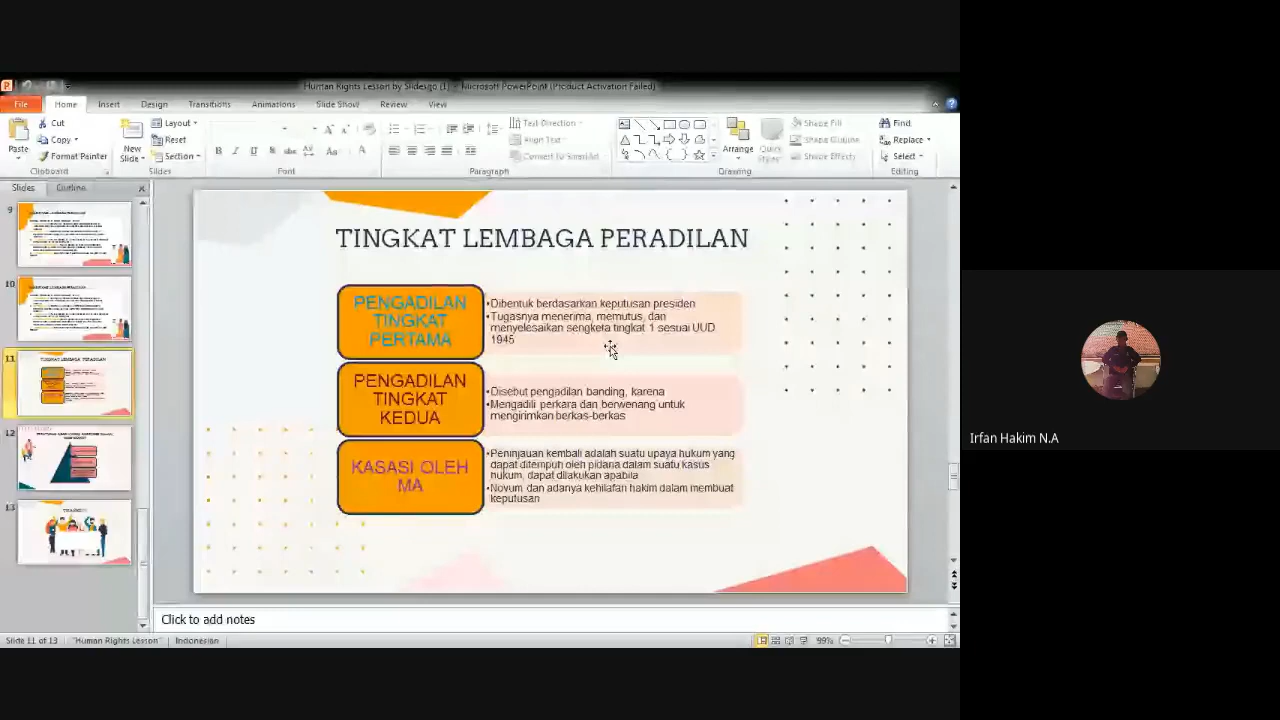 Human Rights Lesson by Slidesgo (1) - Microsoft PowerPoint (Product Activation Failed)
File Home Insert Design Transitions Animations Slide Show Review View
Cut
Copy
Format Painter
Paste
Clipboard
New
Slide
Layout
Reset
Section
Slides
Font
Text Direction
Align Text
Convert to SmartArt
Paragraph
Arrange
Quick
Styles
Shape Fill
Shape Outline
Shape Effects
Drawing
Find
Replace
Select
Editing
Slides Outline
9
10
11
12
13
TINGKAT LEMBAGA PERADILAN
PENGADILAN
TINGKAT
PERTAMA
•Dibentuk berdasarkan keputusan presiden
•Tugasnya menerima, memutus, dan
menyelesaikan sengketa tingkat 1 sesuai UUD
1945
PENGADILAN
TINGKAT
KEDUA
•Disebut pengadilan banding, karena
•Mengadili perkara dan berwenang untuk
mengirimkan berkas-berkas
KASASI OLEH
MA
•Peninjauan kembali adalah suatu upaya hukum yang
dapat ditempuh oleh pidana dalam suatu kasus
hukum, dapat dilakukan apabila
•Novum dan adanya kehilafan hakim dalam membuat
keputusan
Click to add notes
Slide 11 of 13 "Human Rights Lesson" Indonesian 99%
Irfan Hakim N.A